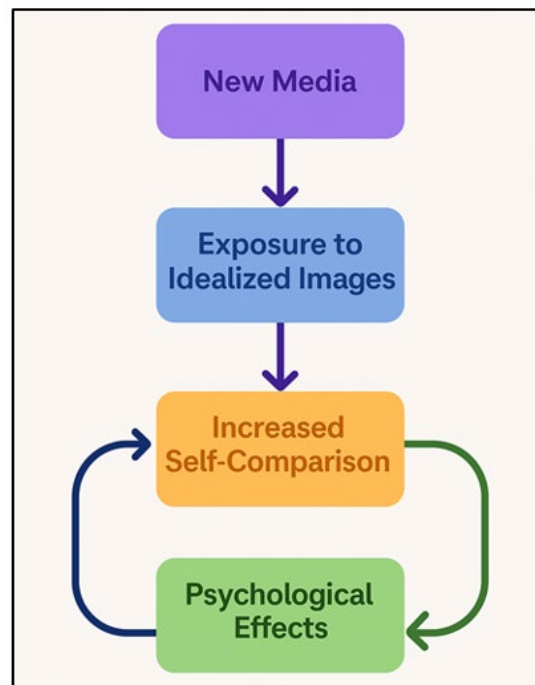 New Media
Exposure to
Idealized Images
Increased
Self-Comparison
Psychological
Effects